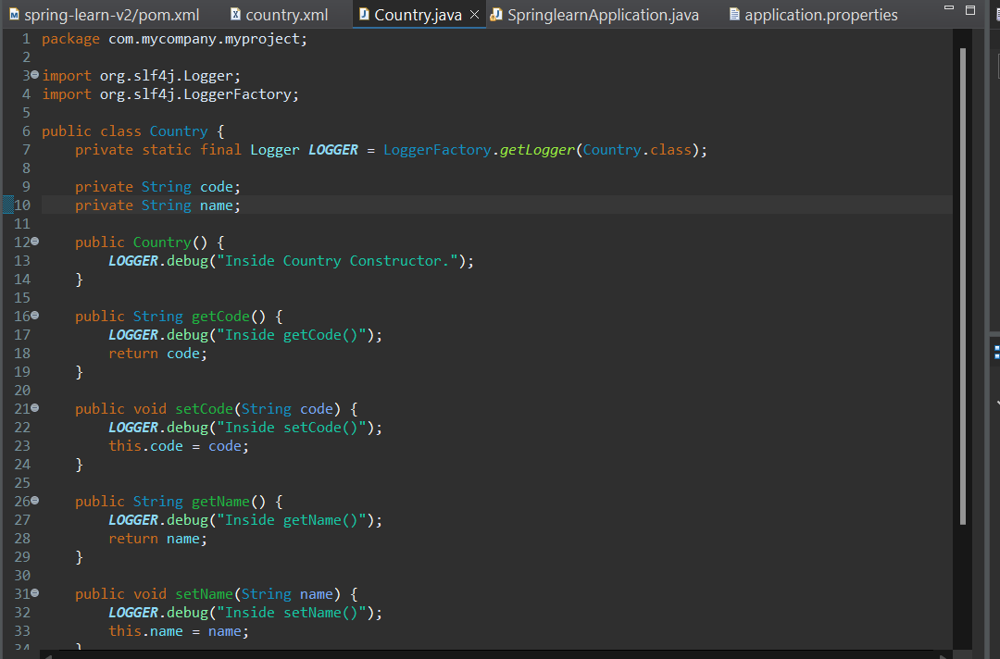 spring-learn-v2/pom.xml country.xml Country.java SpringlearnApplication.java application.properties
1 package com.mycompany.myproject;
2
3 import org.slf4j.Logger;
4 import org.slf4j.LoggerFactory;
5
6 public class Country {
7 private static final Logger LOGGER = LoggerFactory.getLogger(Country.class);
8
9 private String code;
10 private String name;
11
12 public Country() {
13 LOGGER.debug("Inside Country Constructor.");
14 }
15
16 public String getCode() {
17 LOGGER.debug("Inside getCode()");
18 return code;
19 }
20
21 public void setCode(String code) {
22 LOGGER.debug("Inside setCode()");
23 this.code = code;
24 }
25
26 public String getName() {
27 LOGGER.debug("Inside getName()");
28 return name;
29 }
30
31 public void setName(String name) {
32 LOGGER.debug("Inside setName()");
33 this.name = name;
34 }